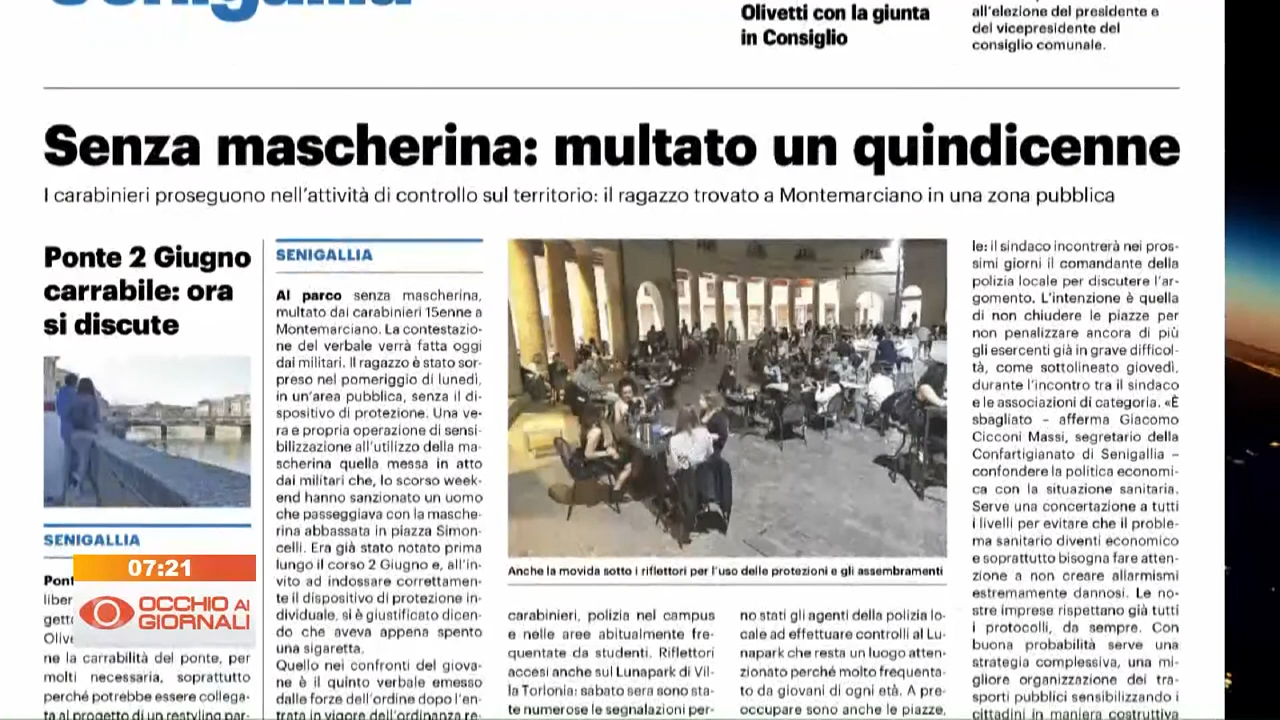 Senigallia
Olivetti con la giunta
in Consiglio
all'elezione del presidente e
del vicepresidente del
consiglio comunale.
Senza mascherina: multato un quindicenne
I carabinieri proseguono nell'attività di controllo sul territorio: il ragazzo trovato a Montemarciano in una zona pubblica
Ponte 2 Giugno
carrabile: ora
si discute
SENIGALLIA
Pont
liber
gett
Olive
ne la carrabilità del ponte, per
molti necessaria, soprattutto
perché potrebbe essere collega-
ta al progetto di un restyling par-
07:21
OCCHIO AI
GIORNALI
SENIGALLIA
Al parco senza mascherina,
multato dai carabinieri 15enne a
Montemarciano. La contestazio-
ne del verbale verrà fatta oggi
dai militari. Il ragazzo è stato sor-
preso nel pomeriggio di lunedì,
in un'area pubblica, senza il di-
spositivo di protezione. Una ve-
ra e propria operazione di sensi-
bilizzazione all'utilizzo della ma-
scherina quella messa in atto
dai militari che, lo scorso week-
end hanno sanzionato un uomo
che passeggiava con la masche-
rina abbassata in piazza Simon-
celli. Era già stato notato prima
lungo il corso 2 Giugno e, all'in-
vito ad indossare correttamen-
te il dispositivo di protezione in-
dividuale, si è giustificato dicen-
do che aveva appena spento
una sigaretta.
Quello nei confronti del giova-
ne è il quinto verbale emesso
dalle forze dell'ordine dopo l'en-
trata in vigore dell'ordinanza re-
Anche la movida sotto i riflettori per l'uso delle protezioni e gli assembramenti
carabinieri, polizia nel campus
e nelle aree abitualmente fre-
quentate da studenti. Riflettori
accesi anche sul Lunapark di Vil-
la Torlonia: sabato sera sono sta-
te numerose le segnalazioni per-
no stati gli agenti della polizia lo-
cale ad effettuare controlli al Lu-
napark che resta un luogo atten-
zionato perché molto frequenta-
to da giovani di ogni età. A pre-
occupare sono anche le piazze,
le: il sindaco incontrerà nei pros-
simi giorni il comandante della
polizia locale per discutere l'ar-
gomento. L'intenzione è quella
di non chiudere le piazze per
non penalizzare ancora di più
gli esercenti già in grave difficol-
tà, come sottolineato giovedì,
durante l'incontro tra il sindaco
e le associazioni di categoria. «È
sbagliato – afferma Giacomo
Cicconi Massi, segretario della
Confartigianato di Senigallia –
confondere la politica economi-
ca con la situazione sanitaria.
Serve una concertazione a tutti
i livelli per evitare che il proble-
ma sanitario diventi economico
e soprattutto bisogna fare atten-
zione a non creare allarmismi
estremamente dannosi. Le no-
stre imprese rispettano già tutti
i protocolli, da sempre. Con
buona probabilità serve una
strategia complessiva, una mi-
gliore organizzazione dei tra-
sporti pubblici sensibilizzando i
cittadini in maniera costruttiva